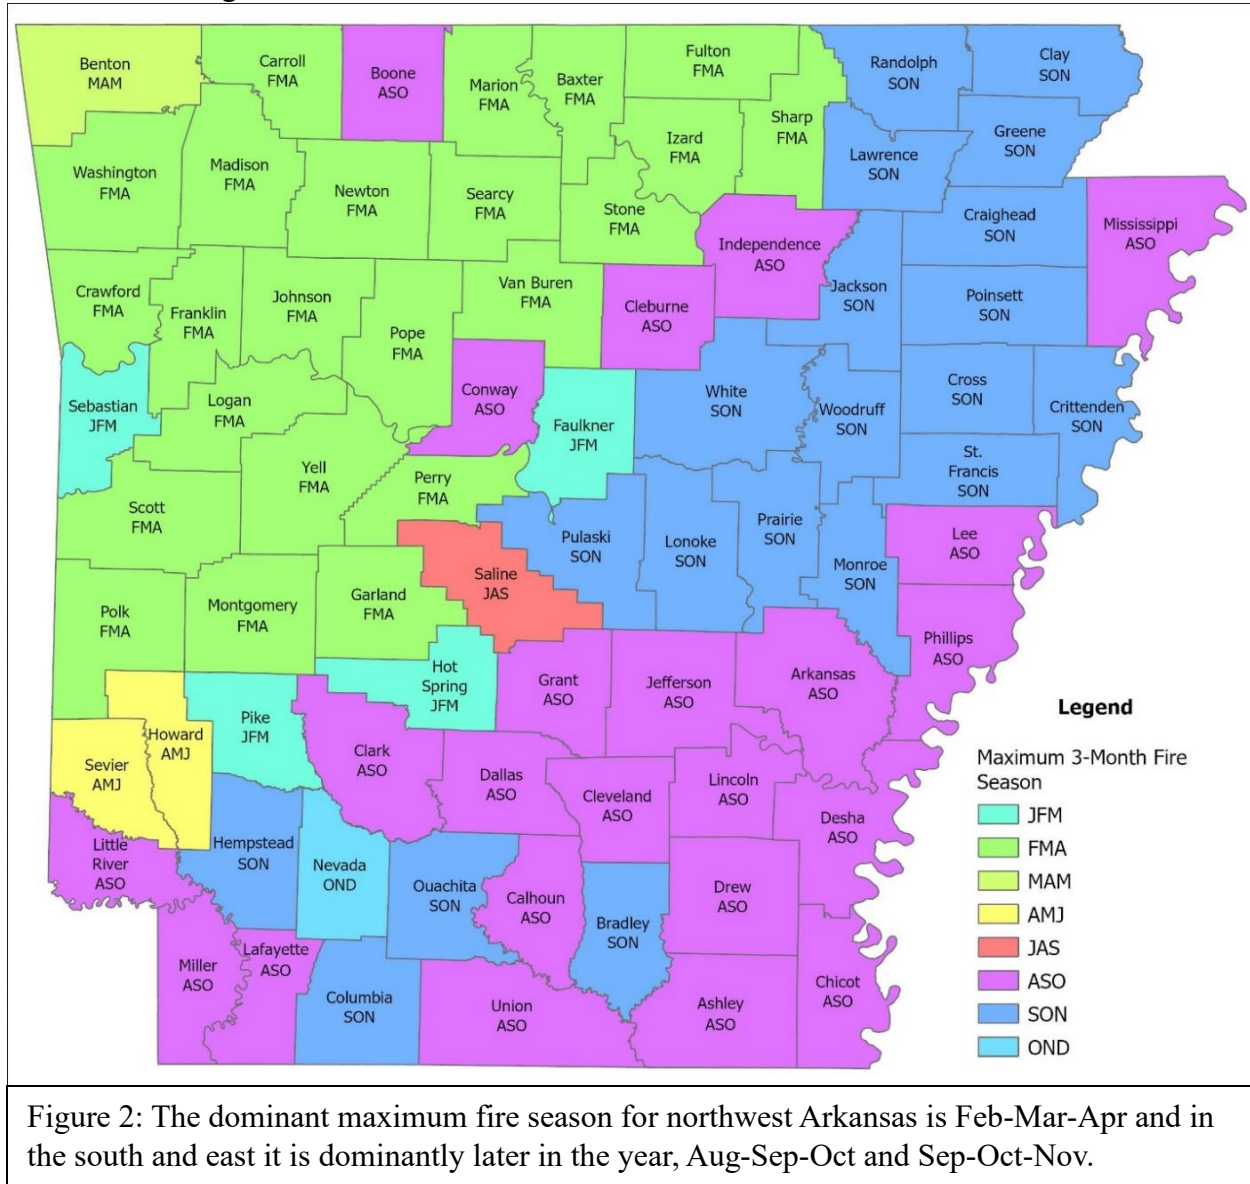 Benton
MAM
Carroll
FMA
Boone
ASO
Marion
FMA
Baxter
FMA
Fulton
FMA
Randolph
SON
Clay
SON
Sharp
FMA
Izard
FMA
Greene
SON
Lawrence
SON
Washington
FMA
Madison
FMA
Newton
FMA
Searcy
FMA
Stone
FMA
Independence
ASO
Craighead
SON
Mississippi
ASO
Crawford
FMA
Franklin
FMA
Johnson
FMA
Pope
FMA
Van Buren
FMA
Cleburne
ASO
Jackson
SON
Poinsett
SON
Sebastian
JFM
Logan
FMA
Conway
ASO
Faulkner
JFM
White
SON
Woodruff
SON
Cross
SON
Crittenden
SON
St.
Francis
SON
Scott
FMA
Yell
FMA
Perry
FMA
Pulaski
SON
Lonoke
SON
Prairie
SON
Monroe
SON
Lee
ASO
Polk
FMA
Montgomery
FMA
Garland
FMA
Saline
JAS
Phillips
ASO
Hot
Spring
JFM
Grant
ASO
Jefferson
ASO
Arkansas
ASO
Pike
JFM
Howard
AMJ
Sevier
AMJ
Clark
ASO
Dallas
ASO
Cleveland
ASO
Lincoln
ASO
Desha
ASO
Little
River
ASO
Hempstead
SON
Nevada
OND
Ouachita
SON
Calhoun
ASO
Bradley
SON
Drew
ASO
Miller
ASO
Lafayette
ASO
Columbia
SON
Union
ASO
Ashley
ASO
Chicot
ASO
Legend
Maximum 3-Month Fire
Season
JFM
FMA
MAM
AMJ
JAS
ASO
SON
OND
Figure 2: The dominant maximum fire season for northwest Arkansas is Feb-Mar-Apr and in
the south and east it is dominantly later in the year, Aug-Sep-Oct and Sep-Oct-Nov.